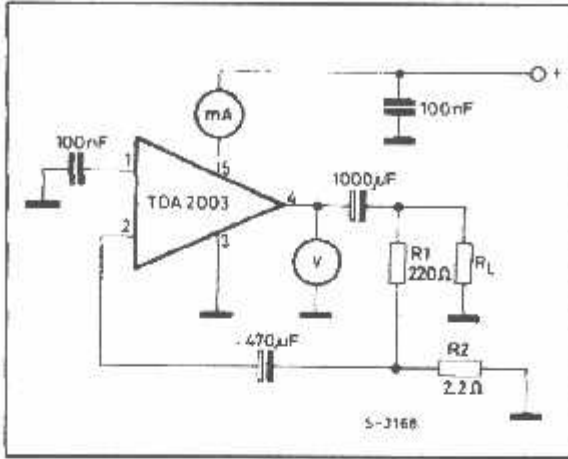 +
mA
100nF
100nF
1
5
1000µF
TDA 2003
4
2
3
V
R1
220Ω
RL
470µF
R2
2.2Ω
S-3168